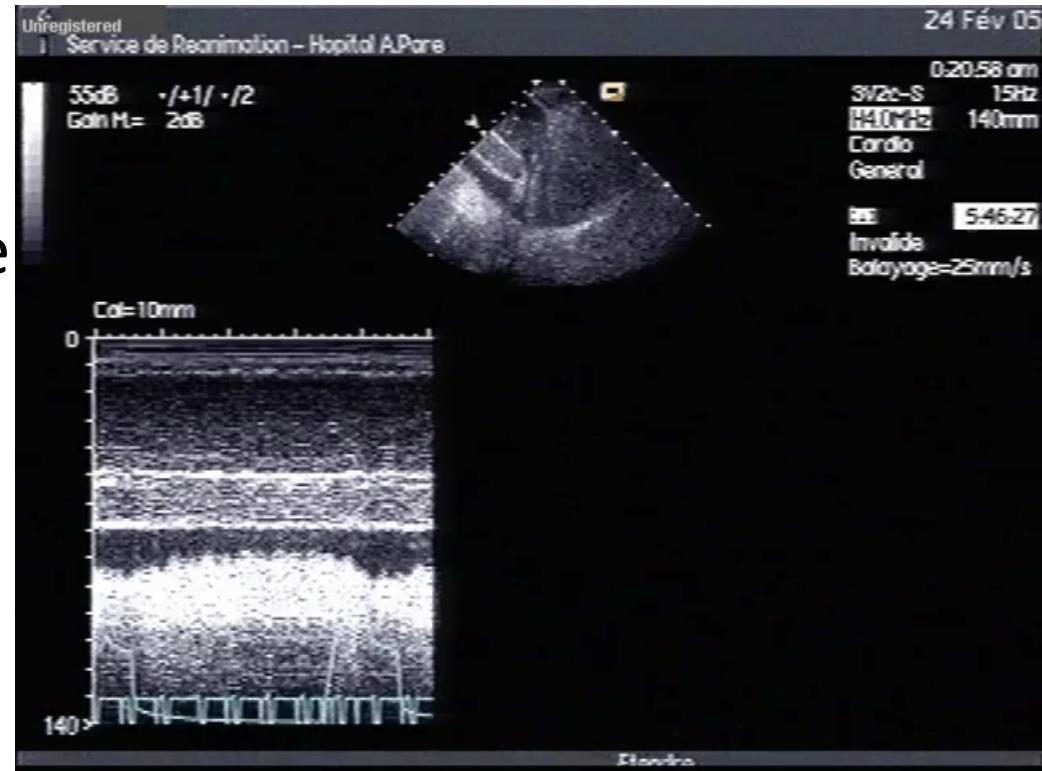 Unregistered
24 Fév 05
Service de Reanimation - Hopital A.Pare
0:20:58 am
55dB ·/+1/ ·/2
3V2c-S 15Hz
Gain M.= 2dB
H4.0MHz 140mm
Cardio
General
5:46:27
Invalide
Balayage=25mm/s
e
Cal=10mm
0
140
Etendre